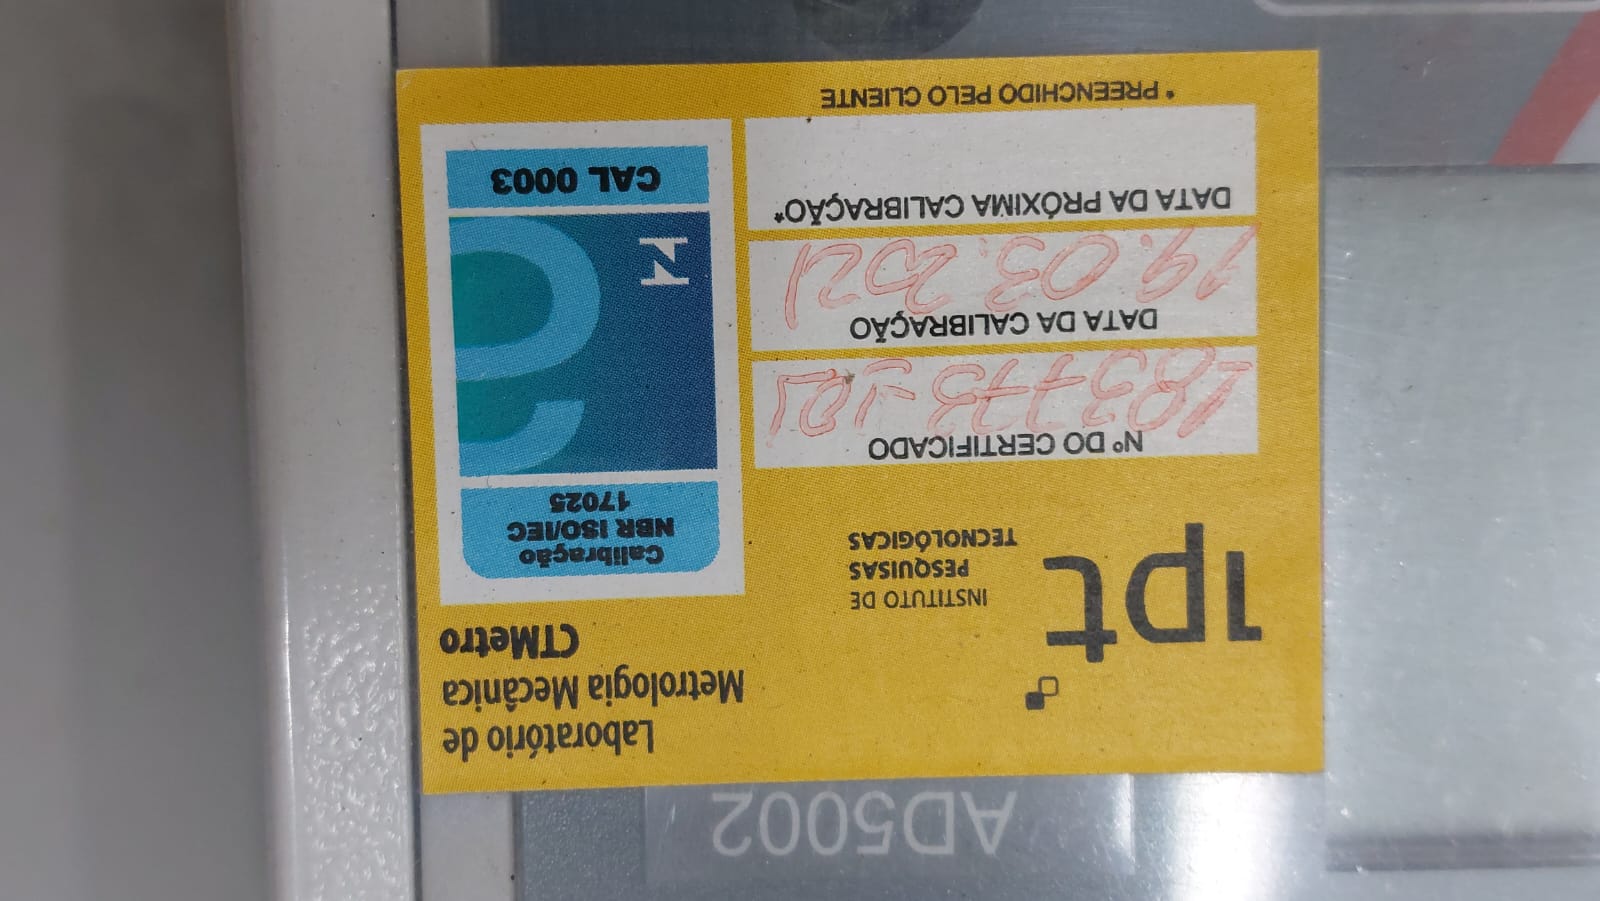 AD5002
Laboratório de
Metrologia Mecânica
CTMetro
ipt
INSTITUTO DE
PESQUISAS
TECNOLÓGICAS
Nº DO CERTIFICADO
183775-101
DATA DA CALIBRAÇÃO
19.03.2021
DATA DA PRÓXIMA CALIBRAÇÃO*
* PREENCHIDO PELO CLIENTE
Calibração
NBR ISO/IEC
17025
CAL 0003